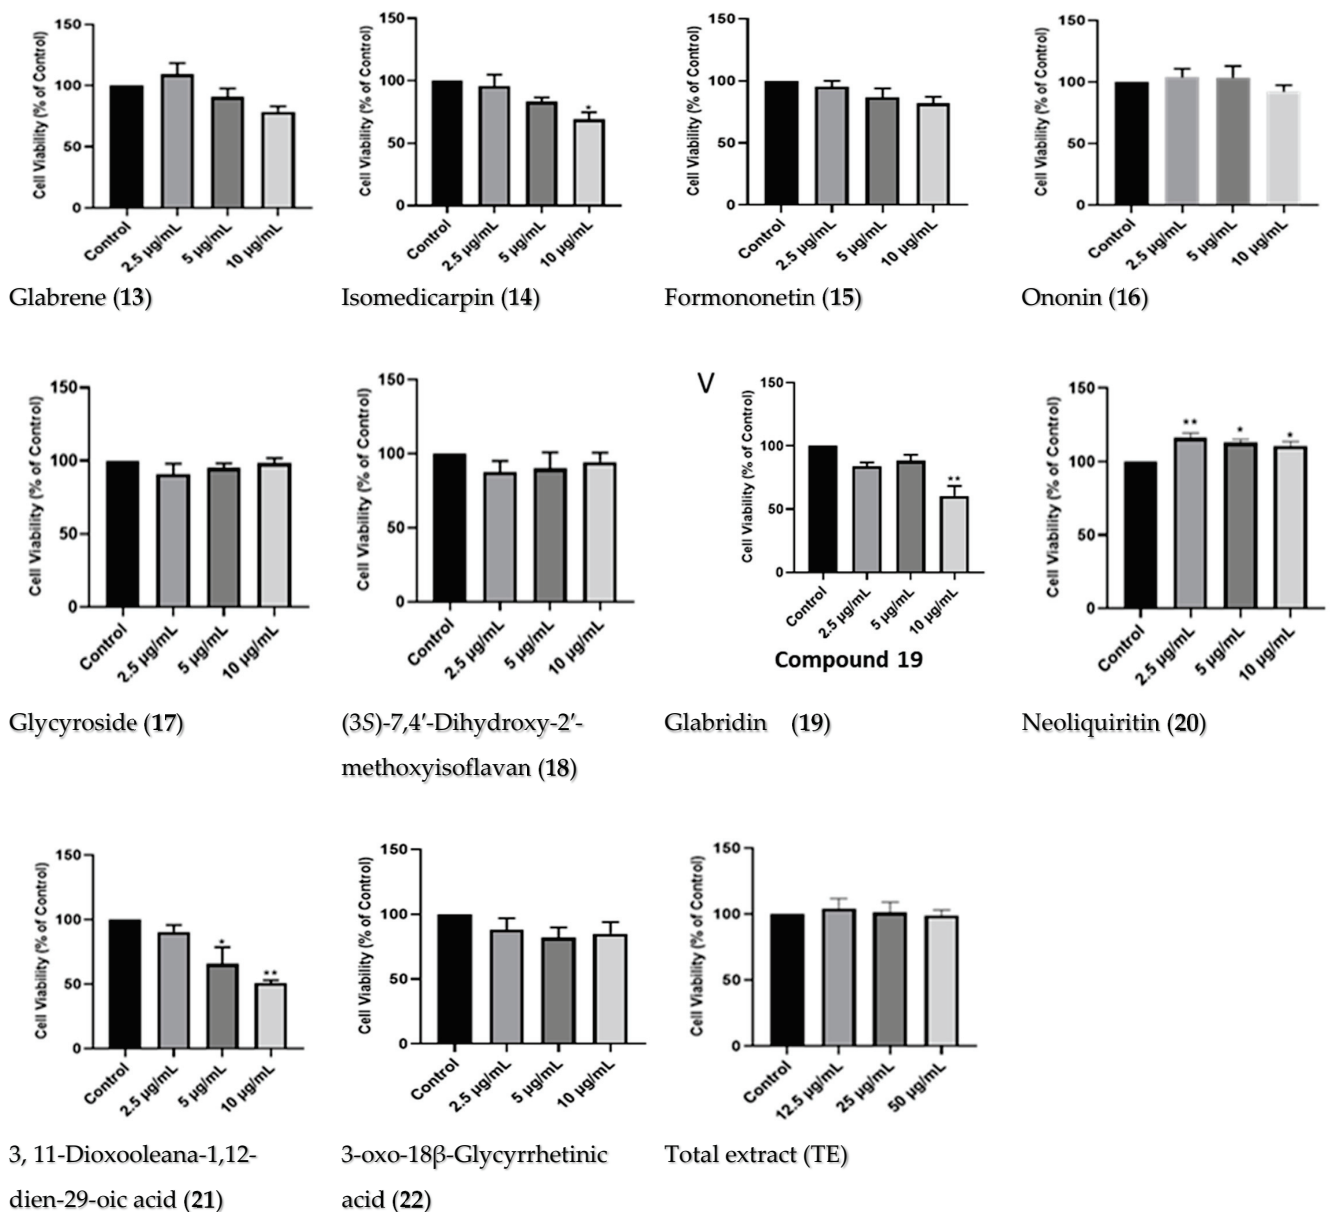 Cell Viability (% of Control)
150
100
50
0
Control
2.5 µg/mL
5 µg/mL
10 µg/mL
Glabrene (13)
Cell Viability (% of Control)
150
100
50
0
*
Control
2.5 µg/mL
5 µg/mL
10 µg/mL
Isomedicarpin (14)
Cell Viability (% of Control)
150
100
50
0
Control
2.5 µg/mL
5 µg/mL
10 µg/mL
Formononetin (15)
Cell Viability (% of Control)
150
100
50
0
Control
2.5 µg/mL
5 µg/mL
10 µg/mL
Ononin (16)
Cell Viability (% of Control)
150
100
50
0
Control
2.5 µg/mL
5 µg/mL
10 µg/mL
Glycyroside (17)
Cell Viability (% of Control)
150
100
50
0
Control
2.5 µg/mL
5 µg/mL
10 µg/mL
(3S)-7,4′-Dihydroxy-2′-
methoxyisoflavan (18)
V
Cell Viability (% of Control)
150
100
50
0
**
Control
2.5 µg/mL
5 µg/mL
10 µg/mL
Compound 19
Glabridin (19)
Cell Viability (% of Control)
150
100
50
0
**
*
*
Control
2.5 µg/mL
5 µg/mL
10 µg/mL
Neoliquiritin (20)
Cell Viability (% of Control)
150
100
50
0
*
**
Control
2.5 µg/mL
5 µg/mL
10 µg/mL
3, 11-Dioxooleana-1,12-
dien-29-oic acid (21)
Cell Viability (% of Control)
150
100
50
0
Control
2.5 µg/mL
5 µg/mL
10 µg/mL
3-oxo-18β-Glycyrrhetinic
acid (22)
Cell Viability (% of Control)
150
100
50
0
Control
12.5 µg/mL
25 µg/mL
50 µg/mL
Total extract (TE)